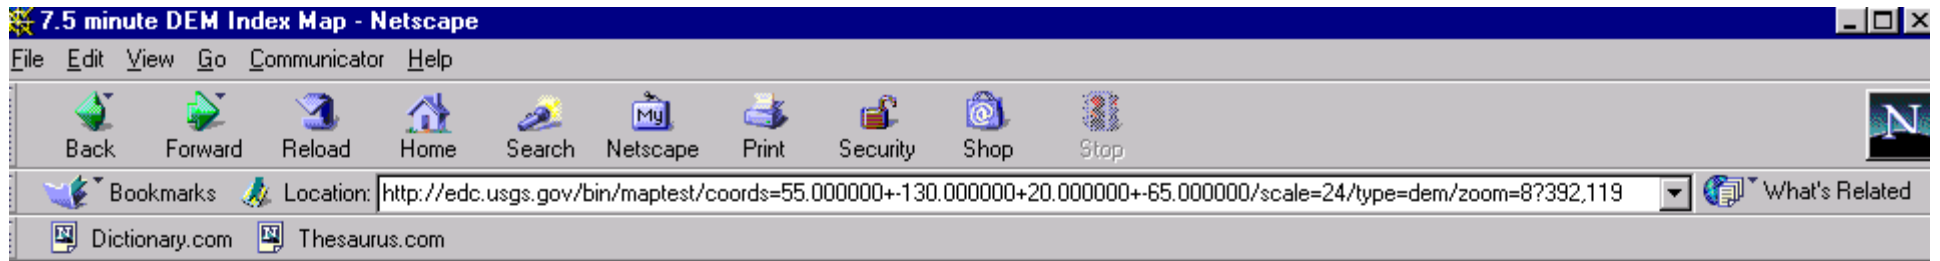 7.5 minute DEM Index Map - Netscape
File Edit View Go Communicator Help
My N
Back Forward Reload Home Search Netscape Print Security Shop Stop
Bookmarks Location: http://edc.usgs.gov/bin/maptest/coords=55.000000+-130.000000+20.000000+-65.000000/scale=24/type=dem/zoom=8?392,119 What's Related
Dictionary.com Thesaurus.com